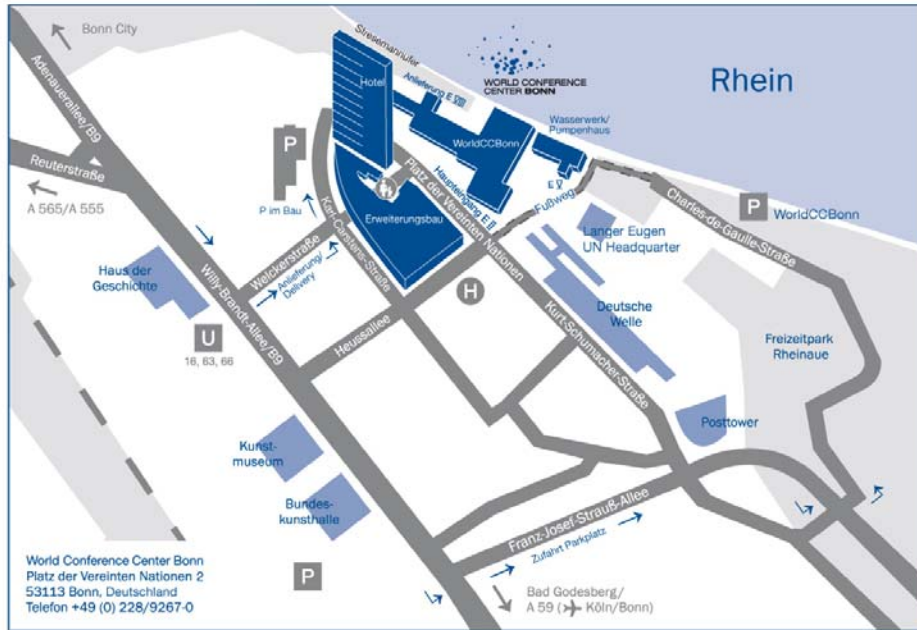 Bonn City
Adenauerallee/B9
Reuterstraße
A 565/A 555
Stresemannufer
Hotel
Anlieferung E VIII
WORLD CONFERENCE
CENTER BONN
Rhein
WorldCCBonn
Wasserwerk/
Pumpenhaus
E V
Fußweg
P
P im Bau
Karl-Carstens-Straße
Erweiterungsbau
Haupteingang E II
Platz der Vereinten Nationen
Charles-de-Gaulle-Straße
P
WorldCCBonn
Langer Eugen
UN Headquarter
Welckerstraße
Anlieferung/
Delivery
Haus der
Geschichte
Willy-Brandt-Allee/B9
U
16, 63, 66
Heussallee
H
Deutsche
Welle
Kurt-Schumacher-Straße
Freizeitpark
Rheinaue
Posttower
Kunst-
museum
Bundes-
kunsthalle
P
Franz-Josef-Strauß-Allee
Zufahrt Parkplatz
Bad Godesberg/
A 59 (Köln/Bonn)
World Conference Center Bonn
Platz der Vereinten Nationen 2
53113 Bonn, Deutschland
Telefon +49 (0) 228/9267-0